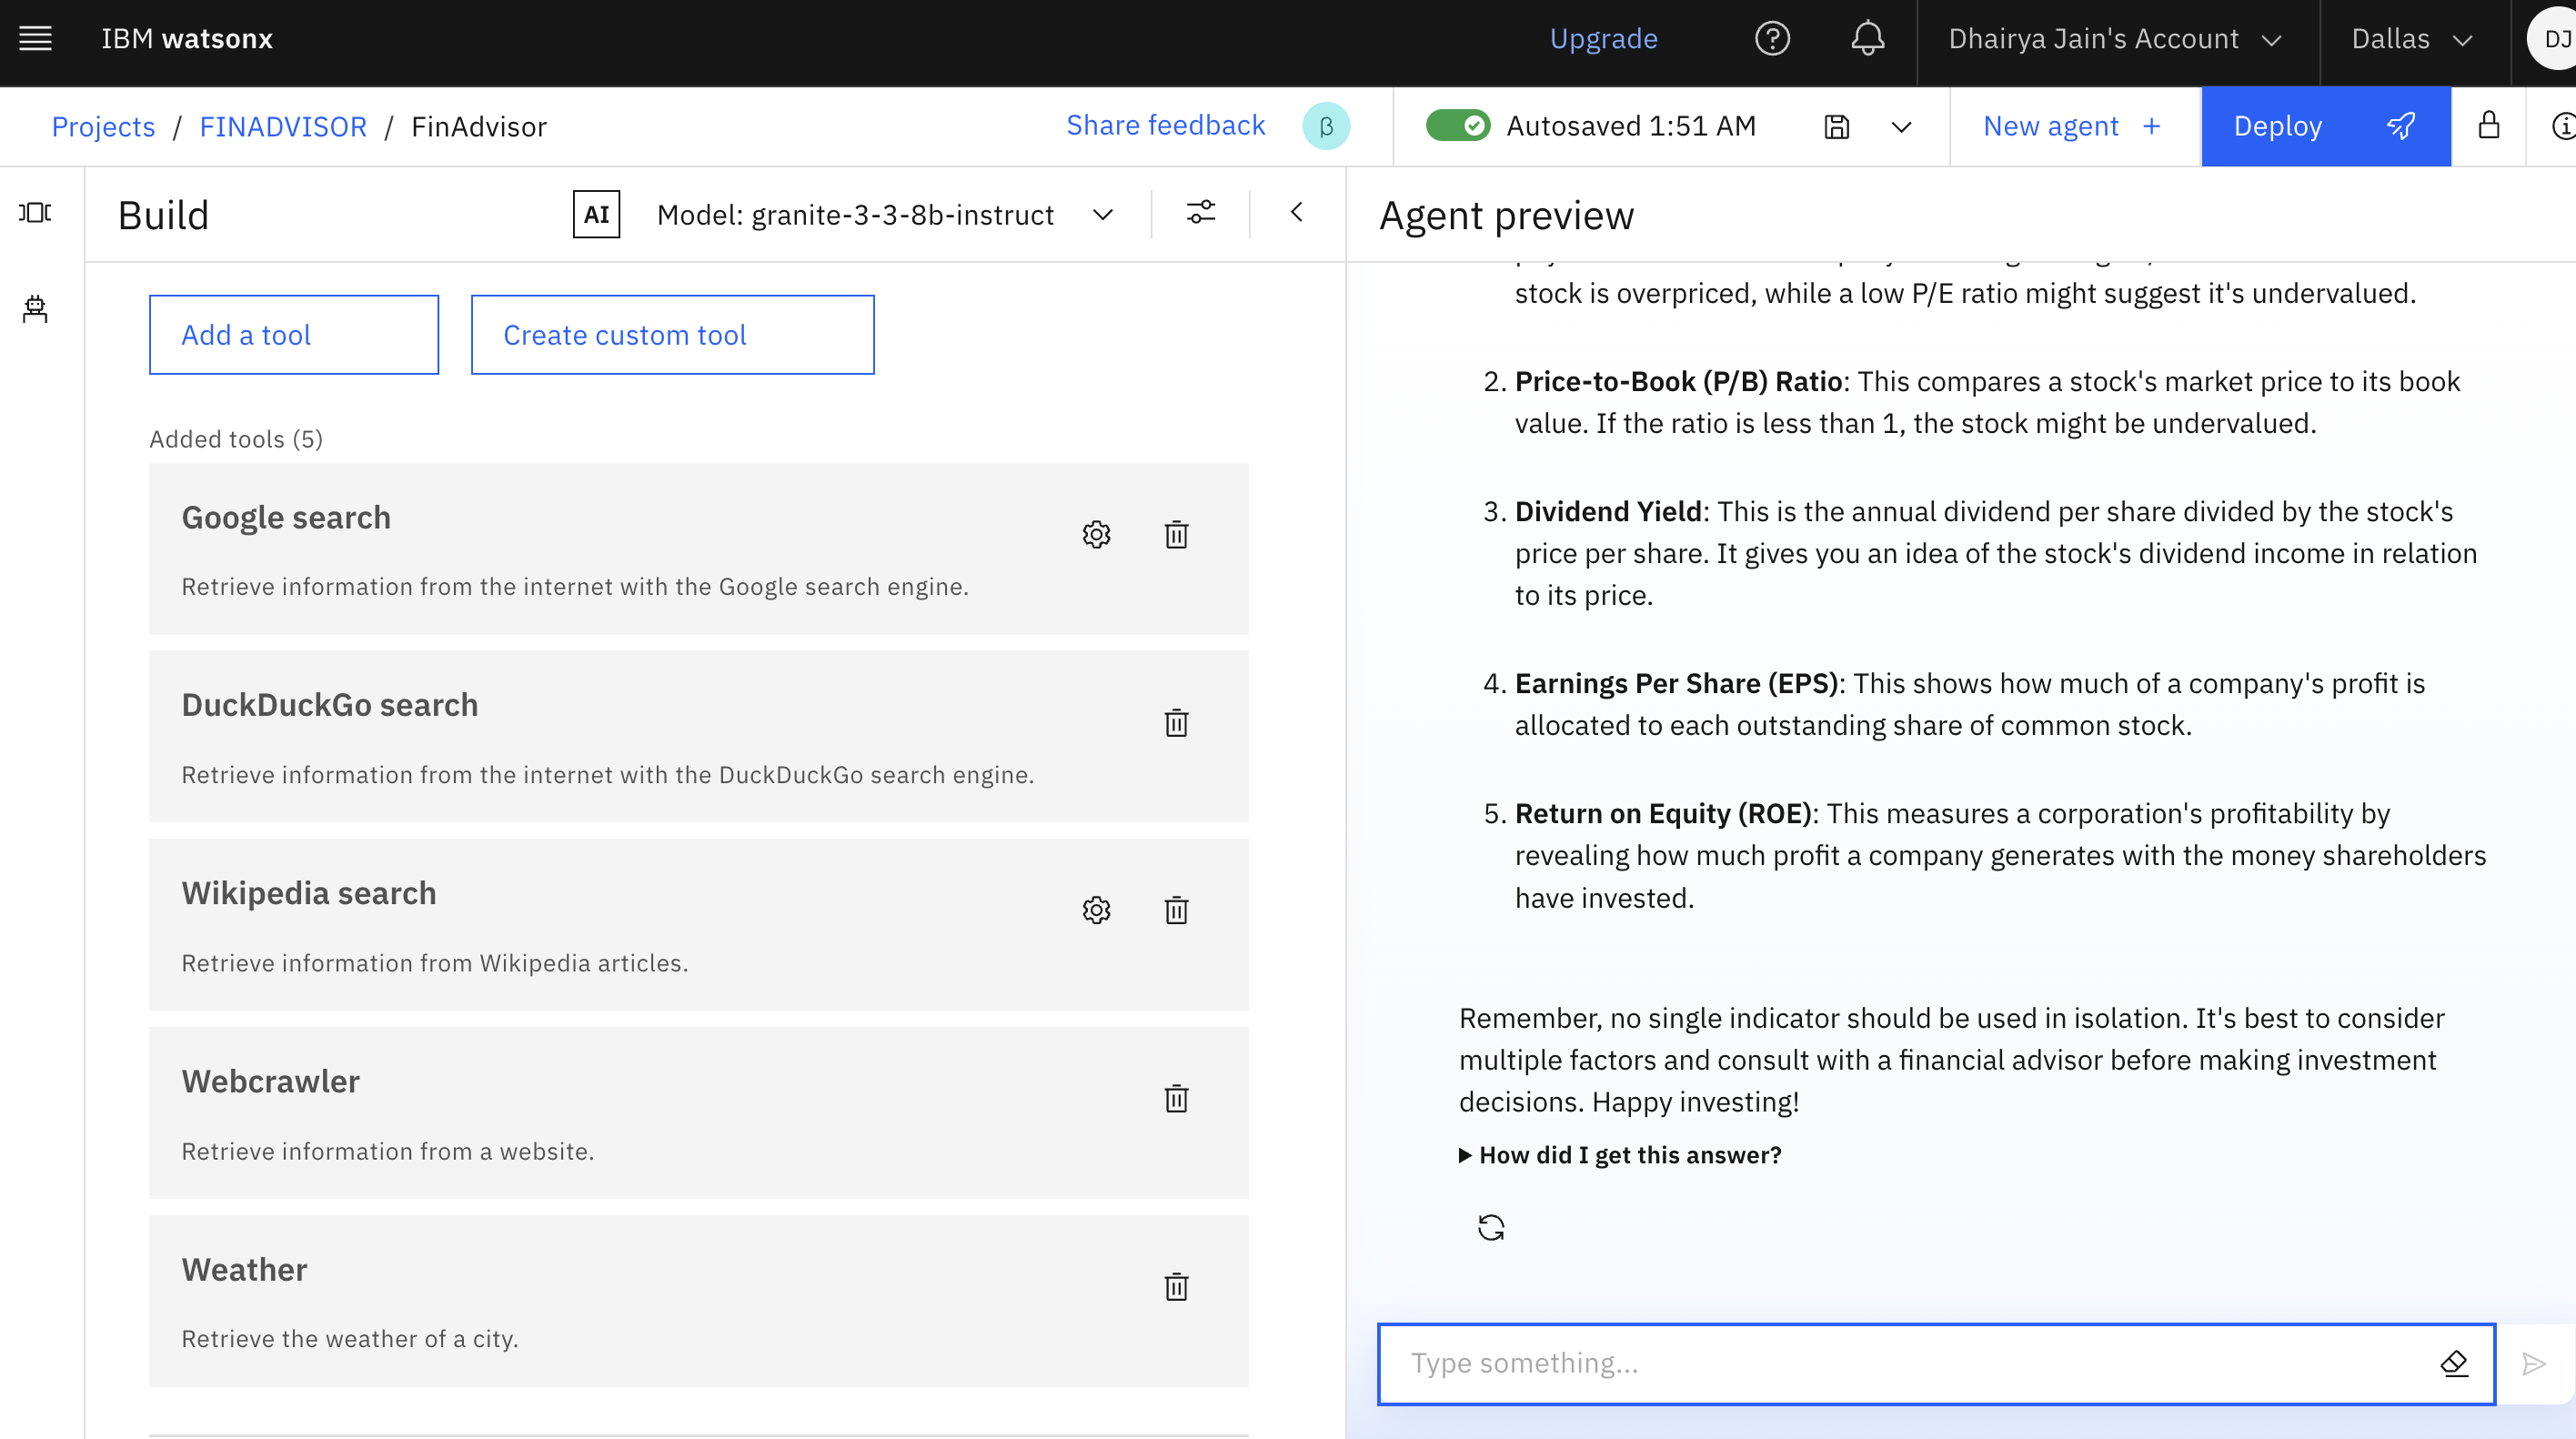 IBM watsonx
Upgrade
Dhairya Jain's Account
Dallas
DJ
Projects / FINADVISOR / FinAdvisor
Share feedback
β
Autosaved 1:51 AM
New agent +
Deploy
Build
AI
Model: granite-3-3-8b-instruct
Add a tool
Create custom tool
Added tools (5)
Google search
Retrieve information from the internet with the Google search engine.
DuckDuckGo search
Retrieve information from the internet with the DuckDuckGo search engine.
Wikipedia search
Retrieve information from Wikipedia articles.
Webcrawler
Retrieve information from a website.
Weather
Retrieve the weather of a city.
Agent preview
stock is overpriced, while a low P/E ratio might suggest it's undervalued.
2. Price-to-Book (P/B) Ratio: This compares a stock's market price to its book
value. If the ratio is less than 1, the stock might be undervalued.
3. Dividend Yield: This is the annual dividend per share divided by the stock's
price per share. It gives you an idea of the stock's dividend income in relation
to its price.
4. Earnings Per Share (EPS): This shows how much of a company's profit is
allocated to each outstanding share of common stock.
5. Return on Equity (ROE): This measures a corporation's profitability by
revealing how much profit a company generates with the money shareholders
have invested.
Remember, no single indicator should be used in isolation. It's best to consider
multiple factors and consult with a financial advisor before making investment
decisions. Happy investing!
How did I get this answer?
Type something...